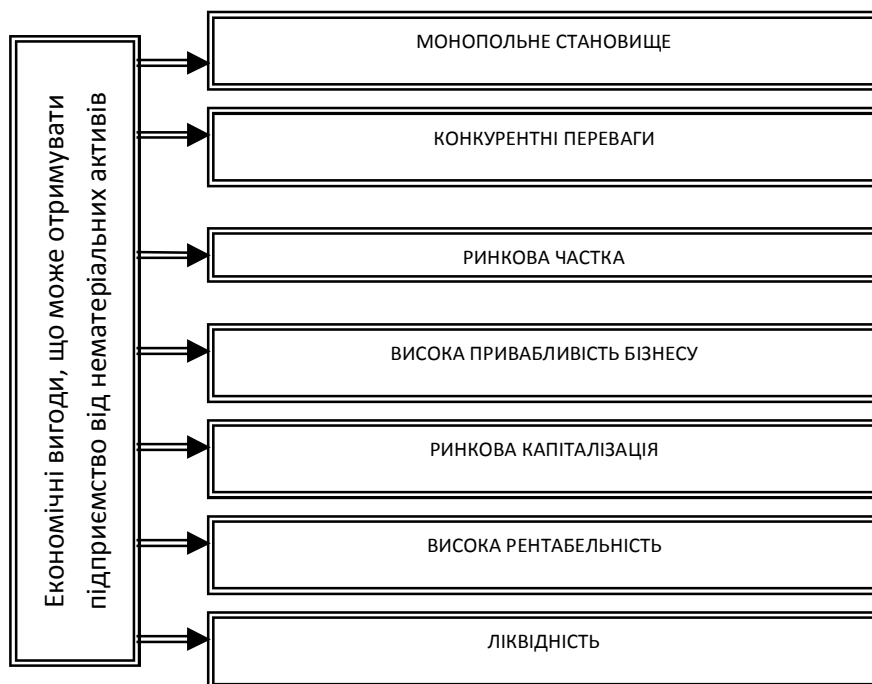 Економічні вигоди, що може отримувати
підприємство від нематеріальних активів
МОНОПОЛЬНЕ СТАНОВИЩЕ
КОНКУРЕНТНІ ПЕРЕВАГИ
РИНКОВА ЧАСТКА
ВИСОКА ПРИВАБЛИВІСТЬ БІЗНЕСУ
РИНКОВА КАПІТАЛІЗАЦІЯ
ВИСОКА РЕНТАБЕЛЬНІСТЬ
ЛІКВІДНІСТЬ